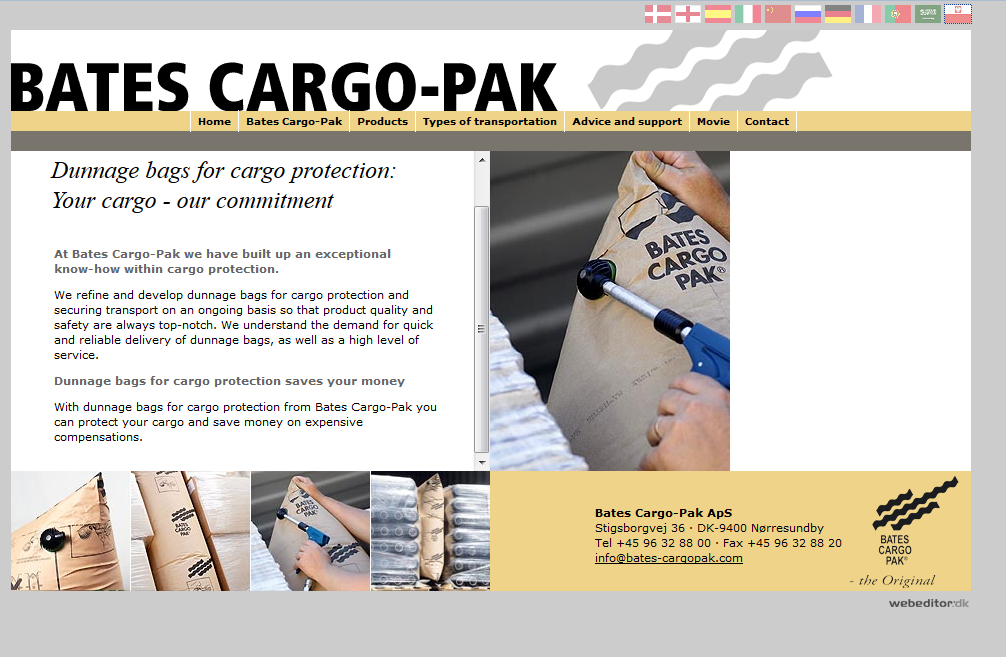 BATES CARGO-PAK
Home Bates Cargo-Pak Products Types of transportation Advice and support Movie Contact
Dunnage bags for cargo protection:
Your cargo - our commitment
At Bates Cargo-Pak we have built up an exceptional
know-how within cargo protection.
We refine and develop dunnage bags for cargo protection and
securing transport on an ongoing basis so that product quality and
safety are always top-notch. We understand the demand for quick
and reliable delivery of dunnage bags, as well as a high level of
service.
Dunnage bags for cargo protection saves your money
With dunnage bags for cargo protection from Bates Cargo-Pak you
can protect your cargo and save money on expensive
compensations.
BATES
CARGO
PAK®
BATES
CARGO
PAK
BATES
CARGO
PAK
Bates Cargo-Pak ApS
Stigsborgvej 36 · DK-9400 Nørresundby
Tel +45 96 32 88 00 · Fax +45 96 32 88 20
info@bates-cargopak.com
BATES
CARGO
PAK®
- the Original
webeditor:dk